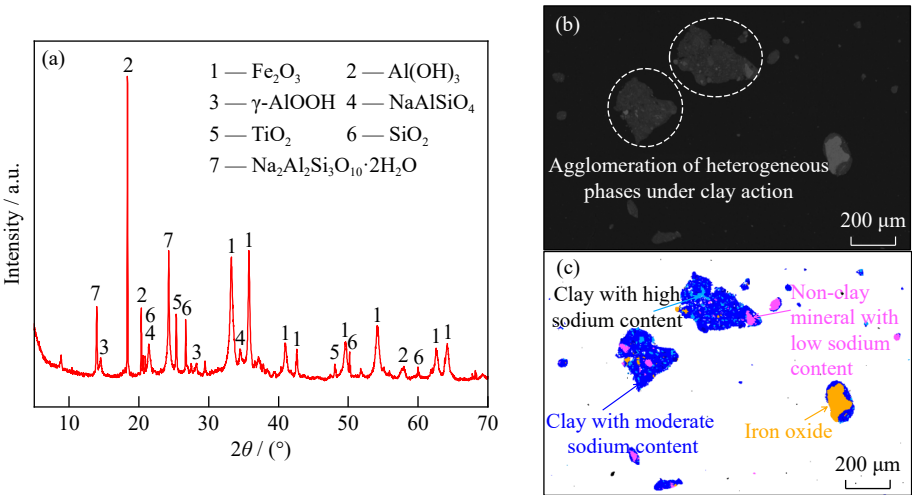 (a)
1 — Fe₂O₃ 2 — Al(OH)₃
3 — γ-AlOOH 4 — NaAlSiO₄
5 — TiO₂ 6 — SiO₂
7 — Na₂Al₂Si₃O₁₀·2H₂O
2
7
3
2
6
4
7
5
6
3
1
4
1
1
1
5
1
6
1
2
6
1
1
Intensity / a.u.
10 20 30 40 50 60 70
2θ / (°)
(b)
Agglomeration of heterogeneous
phases under clay action
200 μm
(c)
Clay with high
sodium content
Non-clay
mineral with
low sodium
content
Clay with moderate
sodium content
Iron oxide
200 μm